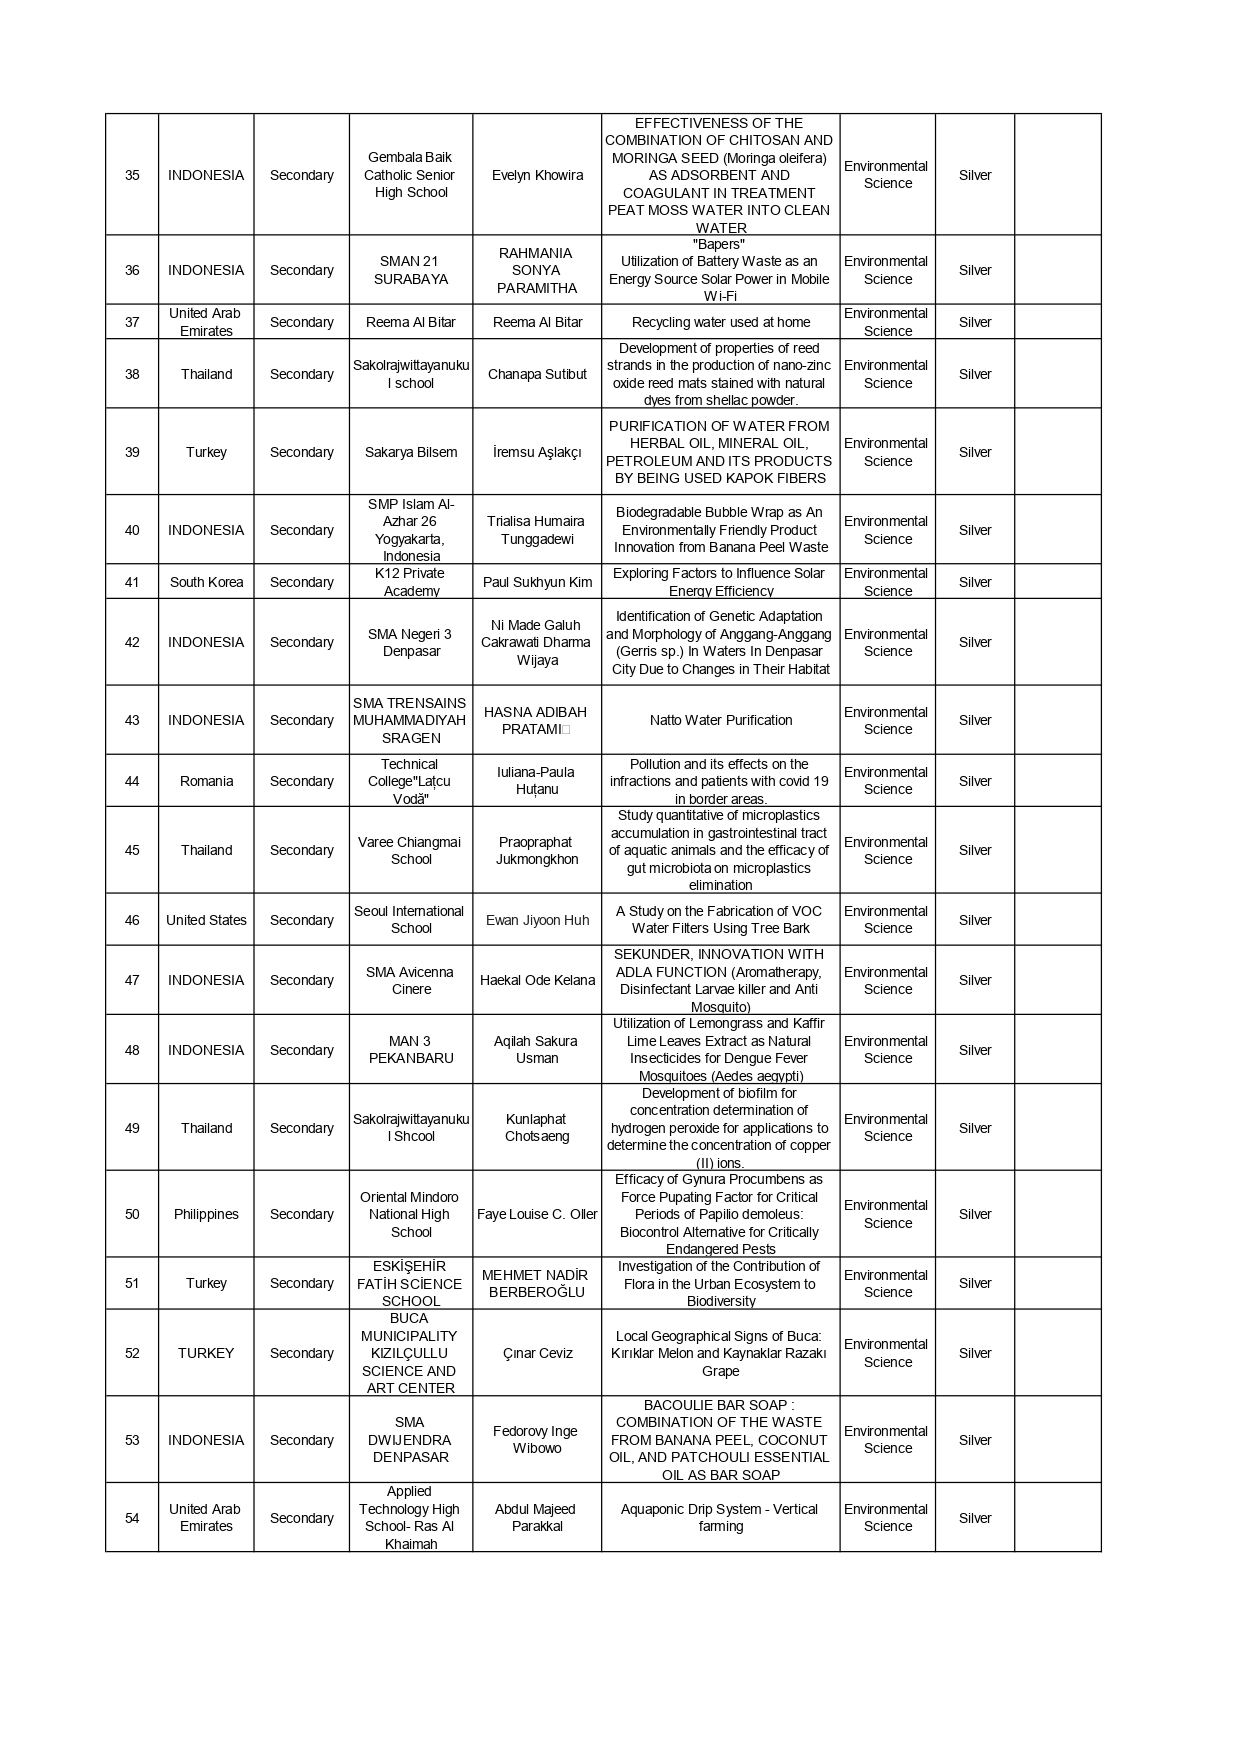 35 INDONESIA Secondary Gembala Baik Catholic Senior High School Evelyn Khowira EFFECTIVENESS OF THE COMBINATION OF CHITOSAN AND MORINGA SEED (Moringa oleifera) AS ADSORBENT AND COAGULANT IN TREATMENT PEAT MOSS WATER INTO CLEAN WATER Environmental Science Silver
36 INDONESIA Secondary SMAN 21 SURABAYA RAHMANIA SONYA PARAMITHA "Bapers" Utilization of Battery Waste as an Energy Source Solar Power in Mobile Wi-Fi Environmental Science Silver
37 United Arab Emirates Secondary Reema Al Bitar Reema Al Bitar Recycling water used at home Environmental Science Silver
38 Thailand Secondary Sakolrajwittayanukul school Chanapa Sutibut Development of properties of reed strands in the production of nano-zinc oxide reed mats stained with natural dyes from shellac powder. Environmental Science Silver
39 Turkey Secondary Sakarya Bilsem İremsu Aşlakçı PURIFICATION OF WATER FROM HERBAL OIL, MINERAL OIL, PETROLEUM AND ITS PRODUCTS BY BEING USED KAPOK FIBERS Environmental Science Silver
40 INDONESIA Secondary SMP Islam Al-Azhar 26 Yogyakarta, Indonesia Trialisa Humaira Tunggadewi Biodegradable Bubble Wrap as An Environmentally Friendly Product Innovation from Banana Peel Waste Environmental Science Silver
41 South Korea Secondary K12 Private Academy Paul Sukhyun Kim Exploring Factors to Influence Solar Energy Efficiency Environmental Science Silver
42 INDONESIA Secondary SMA Negeri 3 Denpasar Ni Made Galuh Cakrawati Dharma Wijaya Identification of Genetic Adaptation and Morphology of Anggang-Anggang (Gerris sp.) In Waters In Denpasar City Due to Changes in Their Habitat Environmental Science Silver
43 INDONESIA Secondary SMA TRENSAINS MUHAMMADIYAH SRAGEN HASNA ADIBAH PRATAMI Natto Water Purification Environmental Science Silver
44 Romania Secondary Technical College"Lațcu Vodă" Iuliana-Paula Huțanu Pollution and its effects on the infractions and patients with covid 19 in border areas. Environmental Science Silver
45 Thailand Secondary Varee Chiangmai School Praopraphat Jukmongkhon Study quantitative of microplastics accumulation in gastrointestinal tract of aquatic animals and the efficacy of gut microbiota on microplastics elimination Environmental Science Silver
46 United States Secondary Seoul International School Ewan Jiyoon Huh A Study on the Fabrication of VOC Water Filters Using Tree Bark Environmental Science Silver
47 INDONESIA Secondary SMA Avicenna Cinere Haekal Ode Kelana SEKUNDER, INNOVATION WITH ADLA FUNCTION (Aromatherapy, Disinfectant Larvae killer and Anti Mosquito) Environmental Science Silver
48 INDONESIA Secondary MAN 3 PEKANBARU Aqilah Sakura Usman Utilization of Lemongrass and Kaffir Lime Leaves Extract as Natural Insecticides for Dengue Fever Mosquitoes (Aedes aegypti) Environmental Science Silver
49 Thailand Secondary Sakolrajwittayanukul Shcool Kunlaphat Chotsaeng Development of biofilm for concentration determination of hydrogen peroxide for applications to determine the concentration of copper (II) ions. Environmental Science Silver
50 Philippines Secondary Oriental Mindoro National High School Faye Louise C. Oller Efficacy of Gynura Procumbens as Force Pupating Factor for Critical Periods of Papilio demoleus: Biocontrol Alternative for Critically Endangered Pests Environmental Science Silver
51 Turkey Secondary ESKİŞEHİR FATİH SCİENCE SCHOOL MEHMET NADİR BERBEROĞLU Investigation of the Contribution of Flora in the Urban Ecosystem to Biodiversity Environmental Science Silver
52 TURKEY Secondary BUCA MUNICIPALITY KIZILÇULLU SCIENCE AND ART CENTER Çınar Ceviz Local Geographical Signs of Buca: Kırıklar Melon and Kaynaklar Razakı Grape Environmental Science Silver
53 INDONESIA Secondary SMA DWIJENDRA DENPASAR Fedorovy Inge Wibowo BACOULIE BAR SOAP : COMBINATION OF THE WASTE FROM BANANA PEEL, COCONUT OIL, AND PATCHOULI ESSENTIAL OIL AS BAR SOAP Environmental Science Silver
54 United Arab Emirates Secondary Applied Technology High School- Ras Al Khaimah Abdul Majeed Parakkal Aquaponic Drip System - Vertical farming Environmental Science Silver